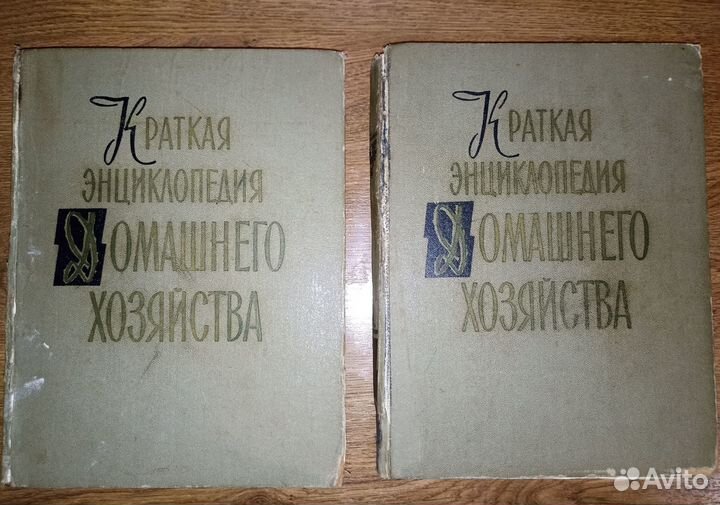 КРАТКАЯ
ЭНЦИКЛОПЕДИЯ
ДОМАШНЕГО
ХОЗЯЙСТВА
КРАТКАЯ
ЭНЦИКЛОПЕДИЯ
ДОМАШНЕГО
ХОЗЯЙСТВА
Avito